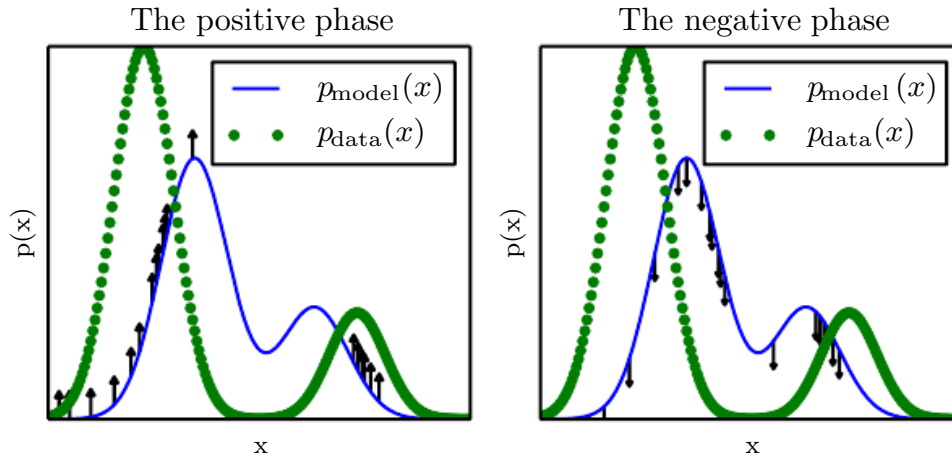 The positive phase
p_model(x)
p_data(x)
p(x)
x
The negative phase
p_model(x)
p_data(x)
p(x)
x